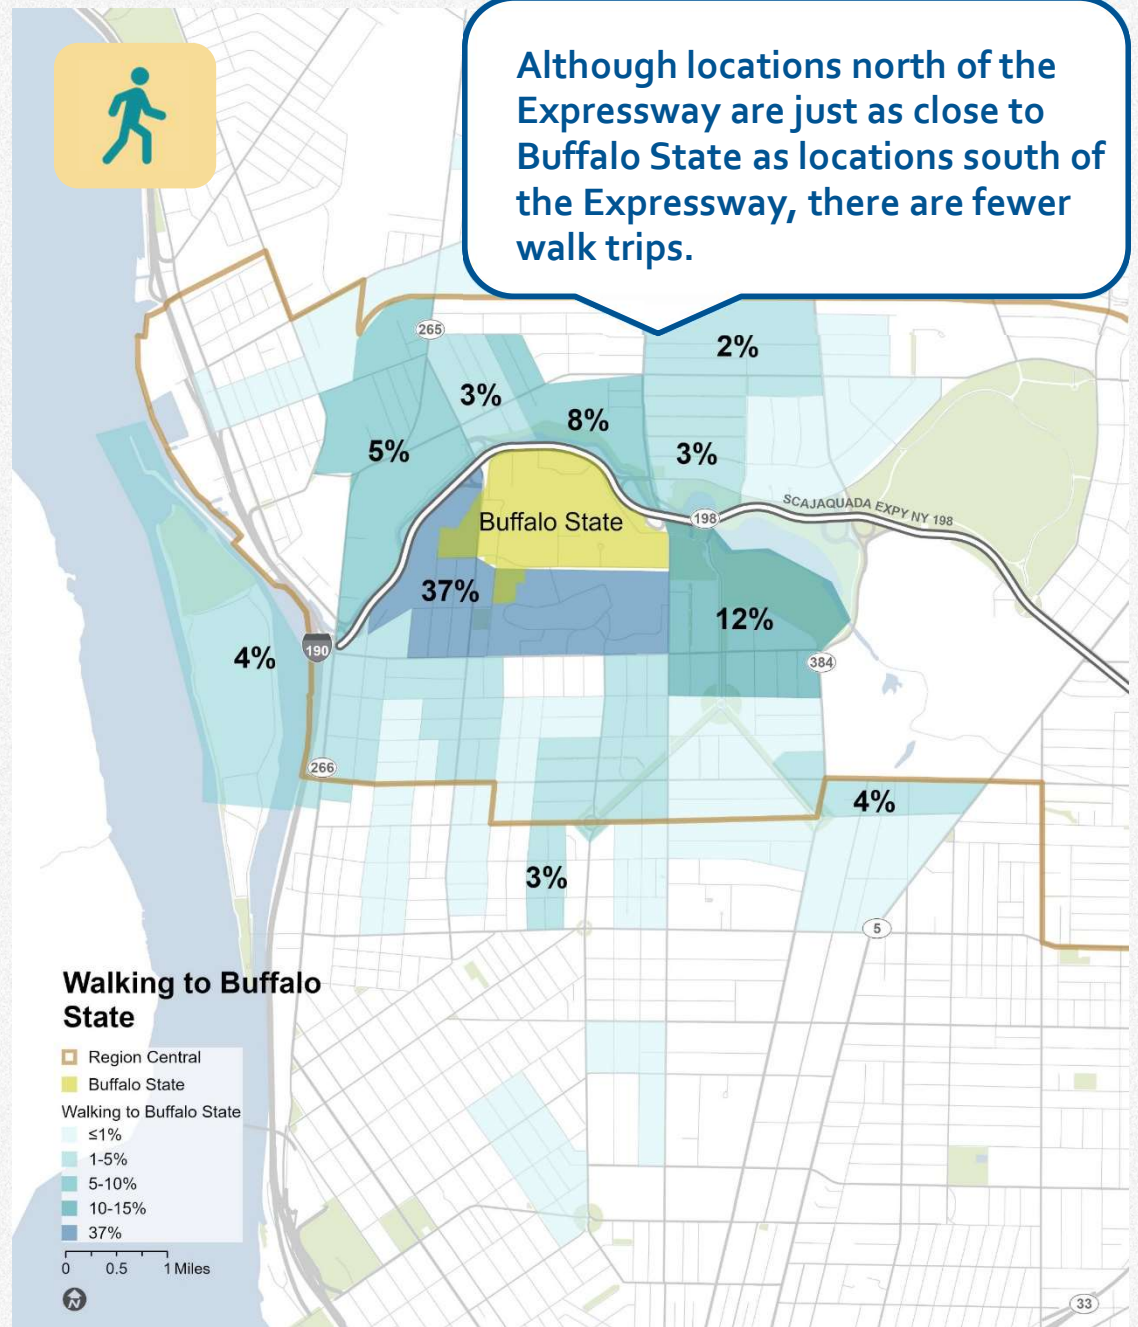 Although locations north of the
Expressway are just as close to
Buffalo State as locations south of
the Expressway, there are fewer
walk trips.
265
2%
3%
8%
5%
3%
SCAJAQUADA EXPY NY 198
198
Buffalo State
37%
12%
190
4%
384
266
4%
3%
5
Walking to Buffalo
State
Region Central
Buffalo State
Walking to Buffalo State
≤1%
1-5%
5-10%
10-15%
37%
0 0.5 1 Miles
N
33